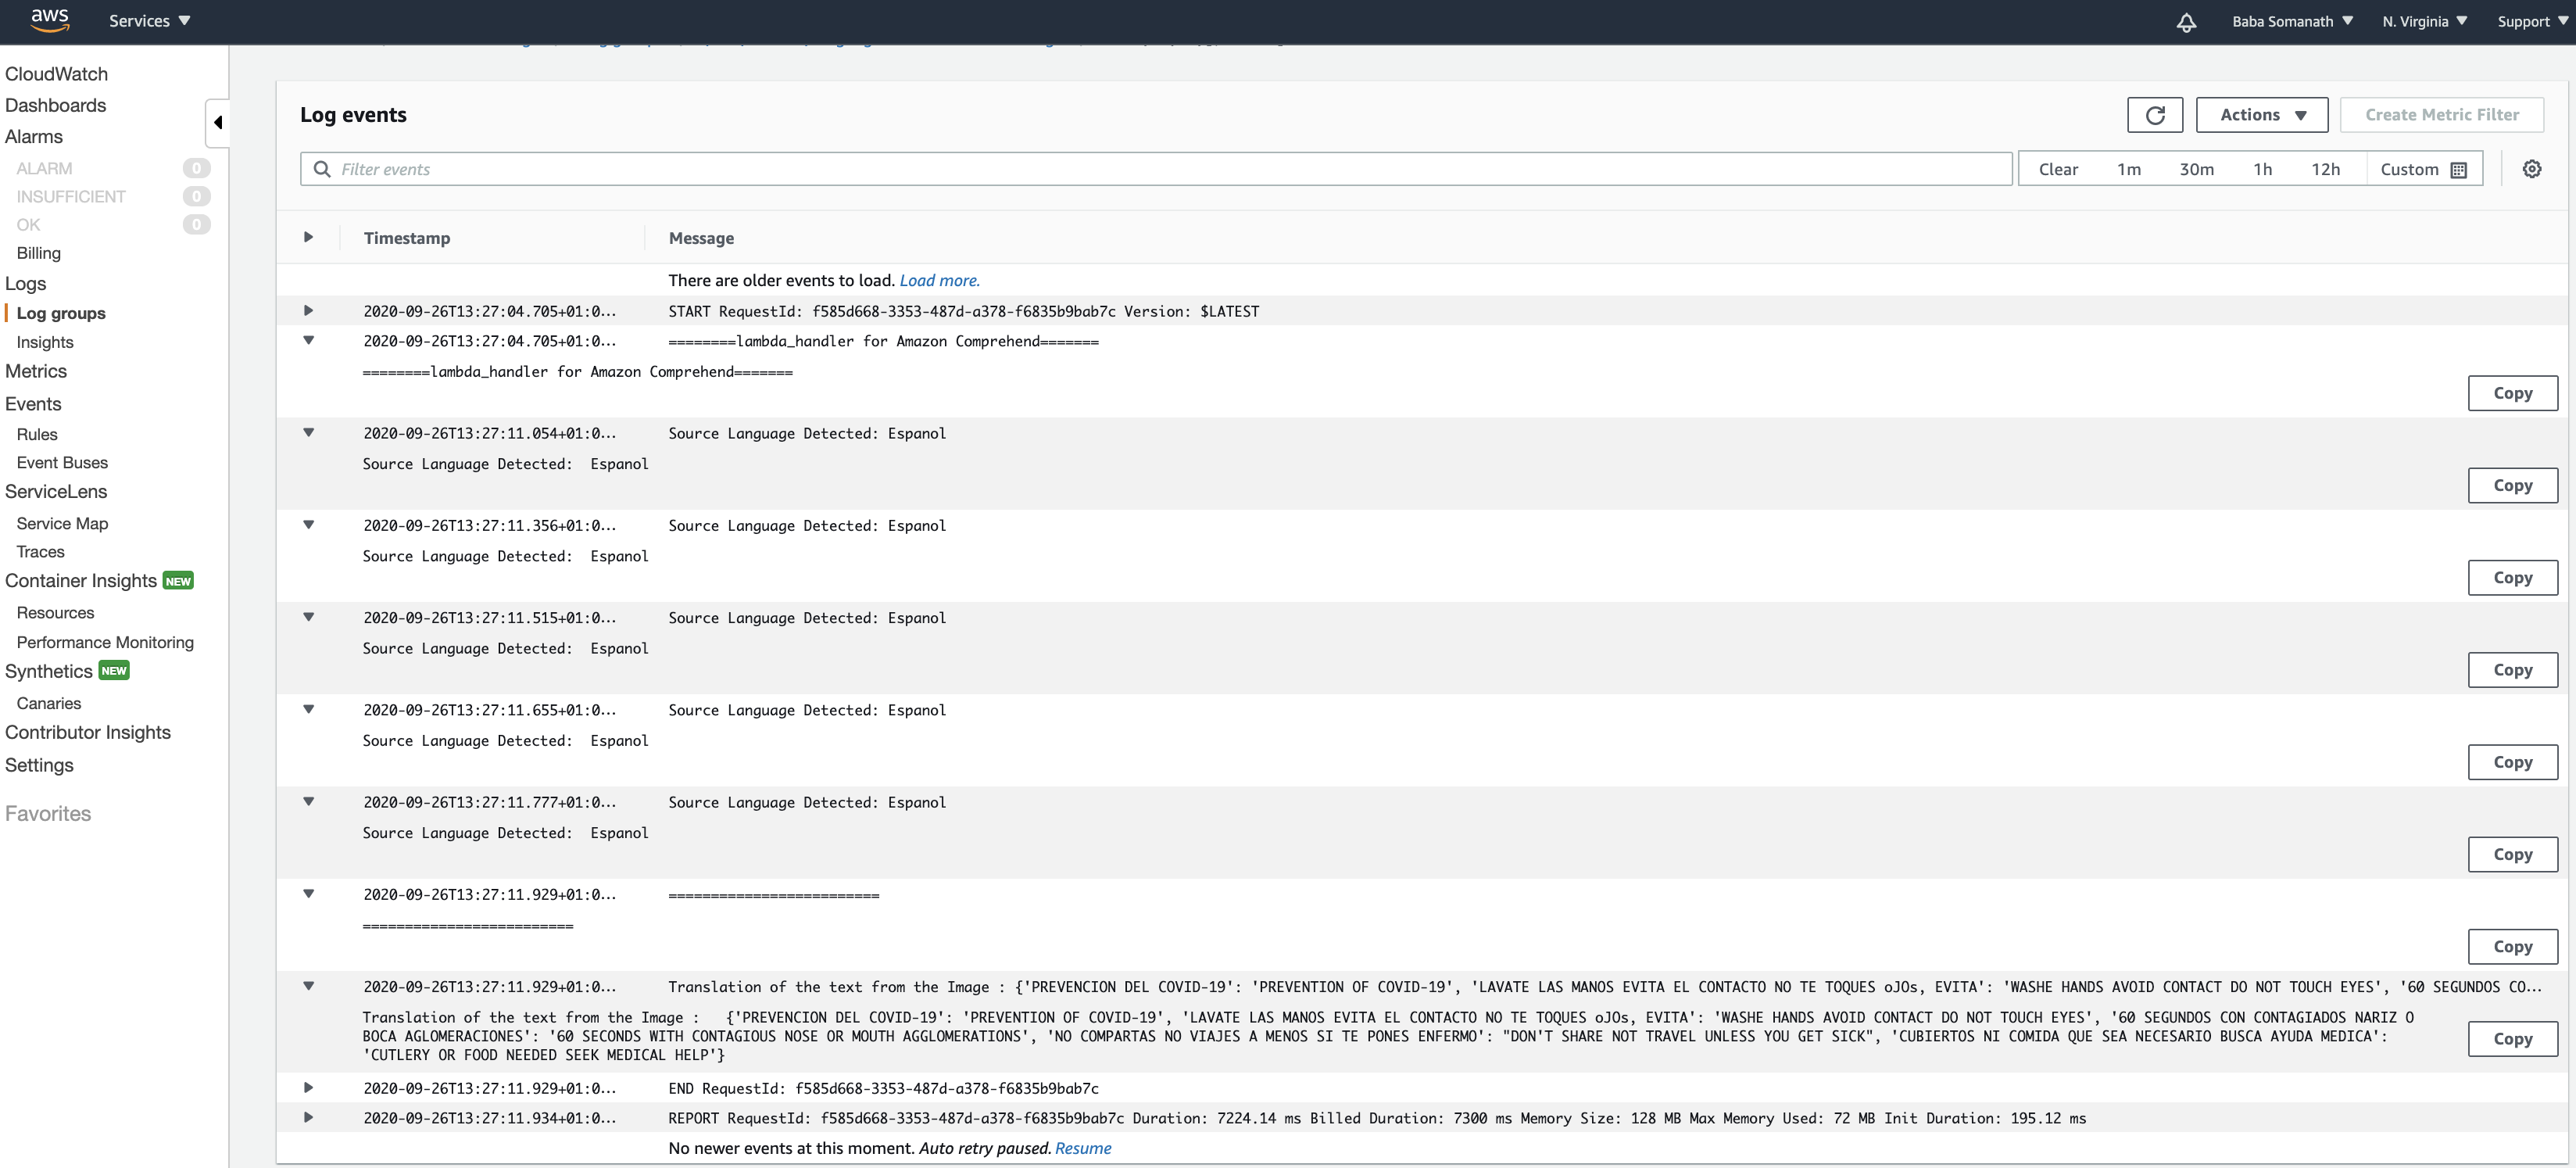 aws Services ▼ Baba Somanath ▼ N. Virginia ▼ Support ▼
CloudWatch
Dashboards
Alarms
ALARM 0
INSUFFICIENT 0
OK 0
Billing
Logs
Log groups
Insights
Metrics
Events
Rules
Event Buses
ServiceLens
Service Map
Traces
Container Insights NEW
Resources
Performance Monitoring
Synthetics NEW
Canaries
Contributor Insights
Settings
Favorites
Log events
Actions ▼ Create Metric Filter
Filter events Clear 1m 30m 1h 12h Custom
Timestamp Message
There are older events to load. Load more.
2020-09-26T13:27:04.705+01:0... START RequestId: f585d668-3353-487d-a378-f6835b9bab7c Version: $LATEST
2020-09-26T13:27:04.705+01:0... ========lambda_handler for Amazon Comprehend=======
========lambda_handler for Amazon Comprehend=======
Copy
2020-09-26T13:27:11.054+01:0... Source Language Detected: Espanol
Source Language Detected:  Espanol
Copy
2020-09-26T13:27:11.356+01:0... Source Language Detected: Espanol
Source Language Detected:  Espanol
Copy
2020-09-26T13:27:11.515+01:0... Source Language Detected: Espanol
Source Language Detected:  Espanol
Copy
2020-09-26T13:27:11.655+01:0... Source Language Detected: Espanol
Source Language Detected:  Espanol
Copy
2020-09-26T13:27:11.777+01:0... Source Language Detected: Espanol
Source Language Detected:  Espanol
Copy
2020-09-26T13:27:11.929+01:0... =========================
=========================
Copy
2020-09-26T13:27:11.929+01:0... Translation of the text from the Image : {'PREVENCION DEL COVID-19': 'PREVENTION OF COVID-19', 'LAVATE LAS MANOS EVITA EL CONTACTO NO TE TOQUES oJOs, EVITA': 'WASHE HANDS AVOID CONTACT DO NOT TOUCH EYES', '60 SEGUNDOS CO...
Translation of the text from the Image :   {'PREVENCION DEL COVID-19': 'PREVENTION OF COVID-19', 'LAVATE LAS MANOS EVITA EL CONTACTO NO TE TOQUES oJOs, EVITA': 'WASHE HANDS AVOID CONTACT DO NOT TOUCH EYES', '60 SEGUNDOS CON CONTAGIADOS NARIZ O
BOCA AGLOMERACIONES': '60 SECONDS WITH CONTAGIOUS NOSE OR MOUTH AGGLOMERATIONS', 'NO COMPARTAS NO VIAJES A MENOS SI TE PONES ENFERMO': "DON'T SHARE NOT TRAVEL UNLESS YOU GET SICK", 'CUBIERTOS NI COMIDA QUE SEA NECESARIO BUSCA AYUDA MEDICA':
'CUTLERY OR FOOD NEEDED SEEK MEDICAL HELP'}
Copy
2020-09-26T13:27:11.929+01:0... END RequestId: f585d668-3353-487d-a378-f6835b9bab7c
2020-09-26T13:27:11.934+01:0... REPORT RequestId: f585d668-3353-487d-a378-f6835b9bab7c Duration: 7224.14 ms Billed Duration: 7300 ms Memory Size: 128 MB Max Memory Used: 72 MB Init Duration: 195.12 ms
No newer events at this moment. Auto retry paused. Resume